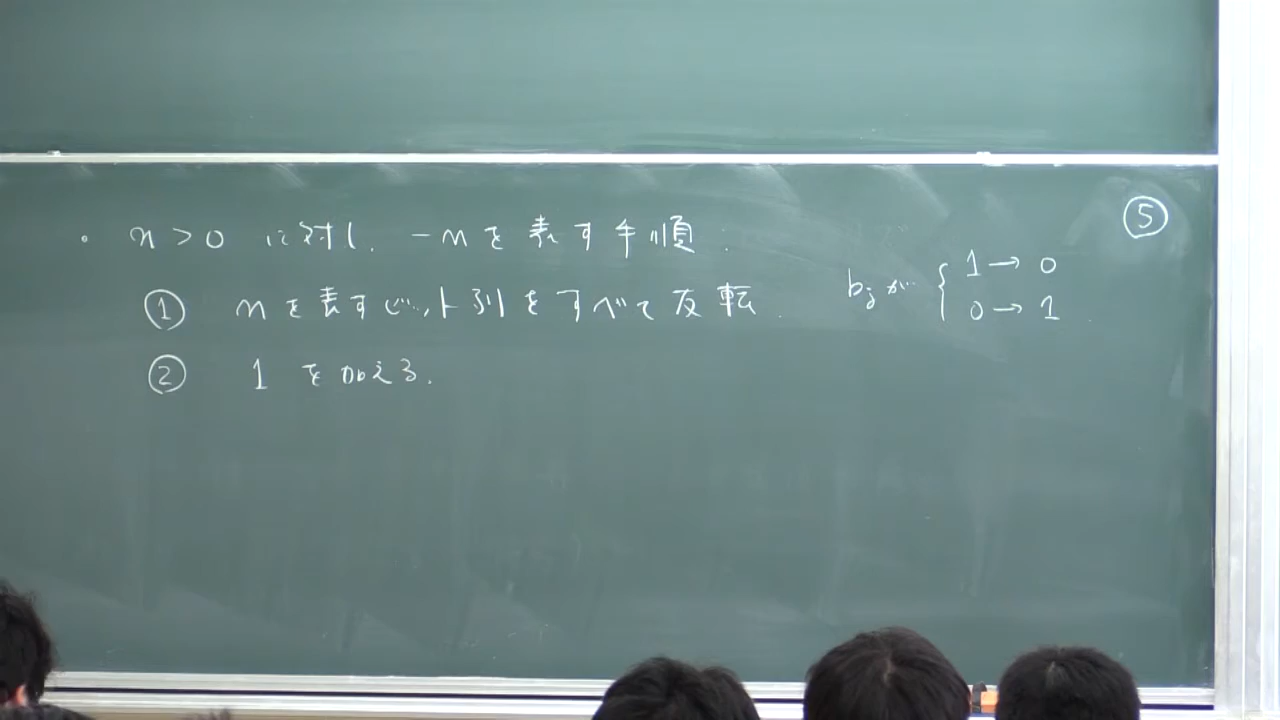 ⑤
・ n > 0 に対し, -n を表す手順.
① n を表すビット列をすべて反転.
bj が { 1 → 0
0 → 1
② 1 を加える.